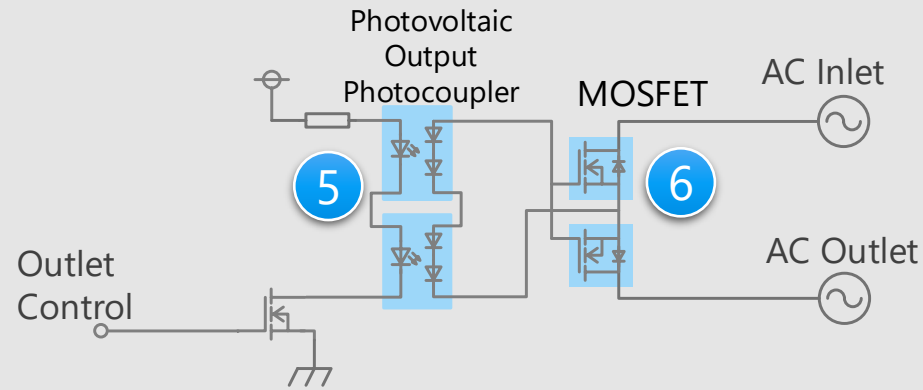 Photovoltaic
Output
Photocoupler
MOSFET
AC Inlet
5
6
Outlet
Control
AC Outlet